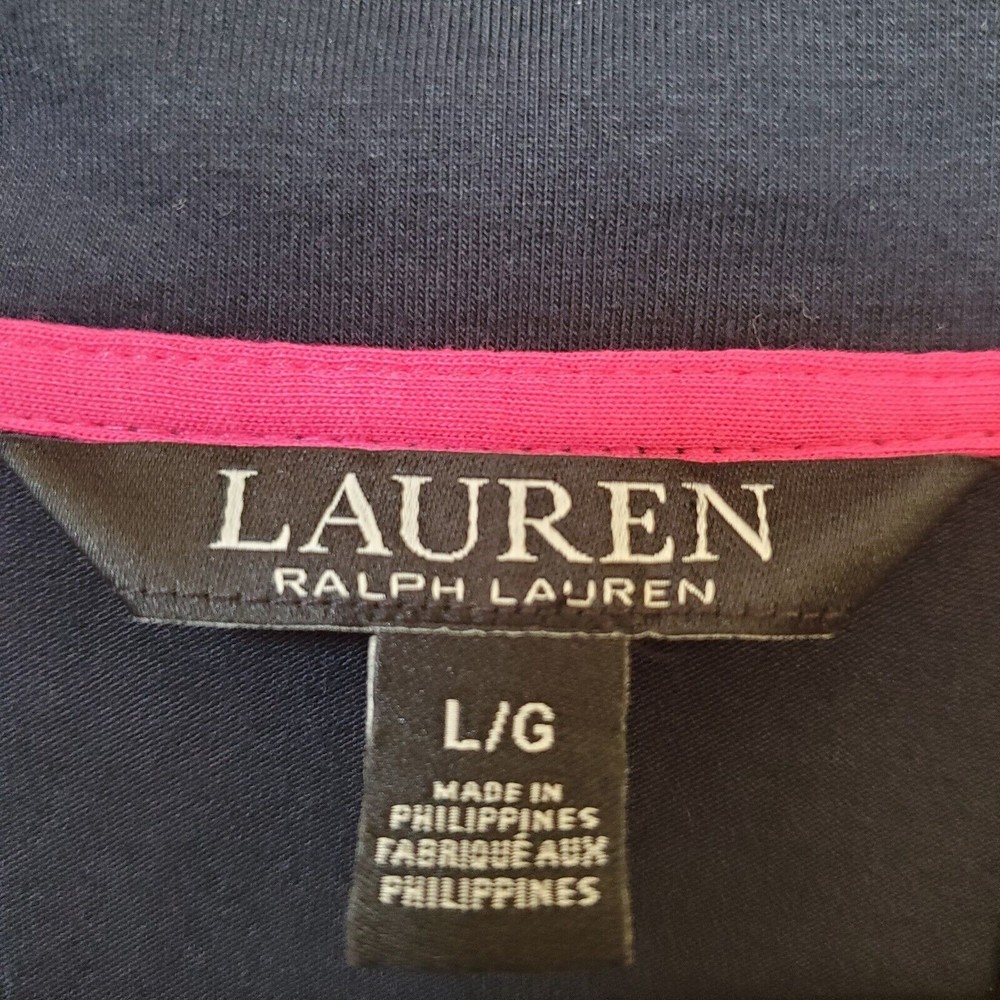 LAUREN
RALPH LAUREN
L/G
MADE IN
PHILIPPINES
FABRIQUÉ AUX
PHILIPPINES